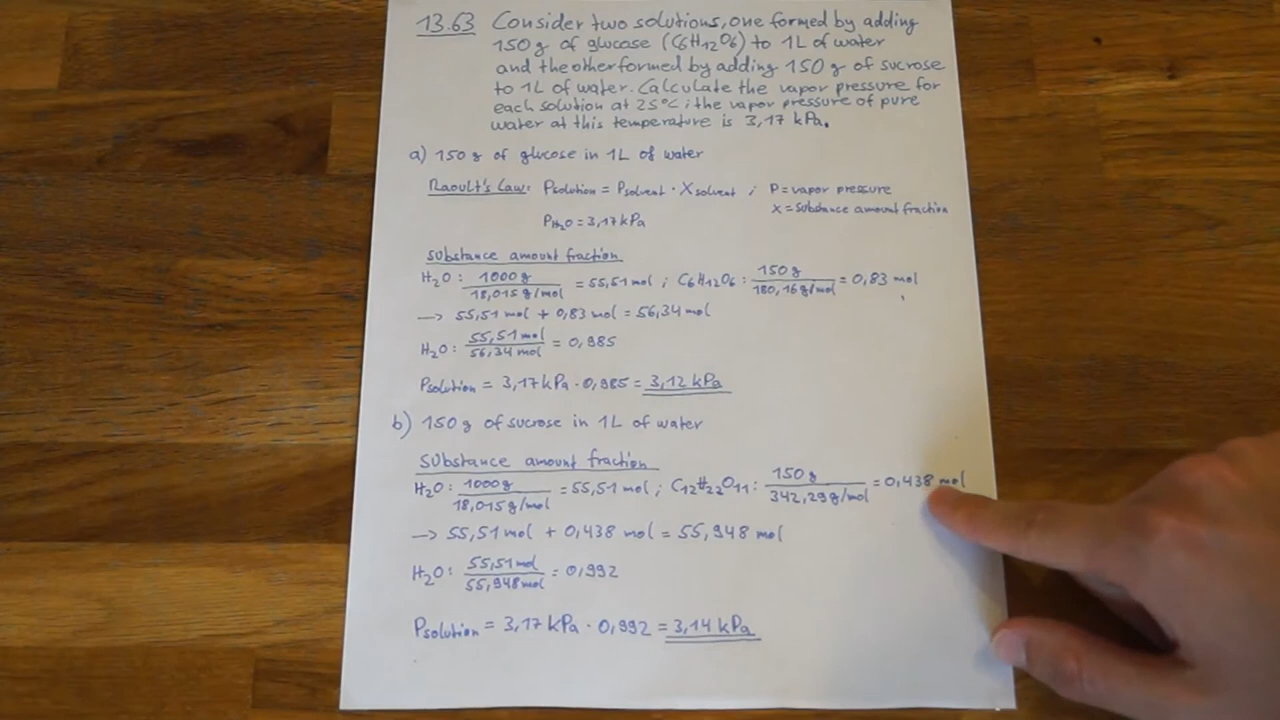 13.63 Consider two solutions, one formed by adding
150 g of glucose (C6H12O6) to 1L of water
and the other formed by adding 150 g of sucrose
to 1L of water. Calculate the vapor pressure for
each solution at 25°C; the vapor pressure of pure
water at this temperature is 3,17 kPa.
a) 150 g of glucose in 1L of water
Raoult's Law: Psolution = Psolvent · Xsolvent ; P = vapor pressure
X = substance amount fraction
PH2O = 3,17 kPa
substance amount fraction
H2O: 1000g / 18,015 g/mol = 55,51 mol ; C6H12O6: 150 g / 180,16 g/mol = 0,83 mol
—> 55,51 mol + 0,83 mol = 56,34 mol
H2O: 55,51 mol / 56,34 mol = 0,985
Psolution = 3,17 kPa · 0,985 = 3,12 kPa
b) 150 g of sucrose in 1L of water
substance amount fraction
H2O: 1000g / 18,015 g/mol = 55,51 mol ; C12H22O11: 150 g / 342,29 g/mol = 0,438 mol
—> 55,51 mol + 0,438 mol = 55,948 mol
H2O: 55,51 mol / 55,948 mol = 0,992
Psolution = 3,17 kPa · 0,992 = 3,14 kPa